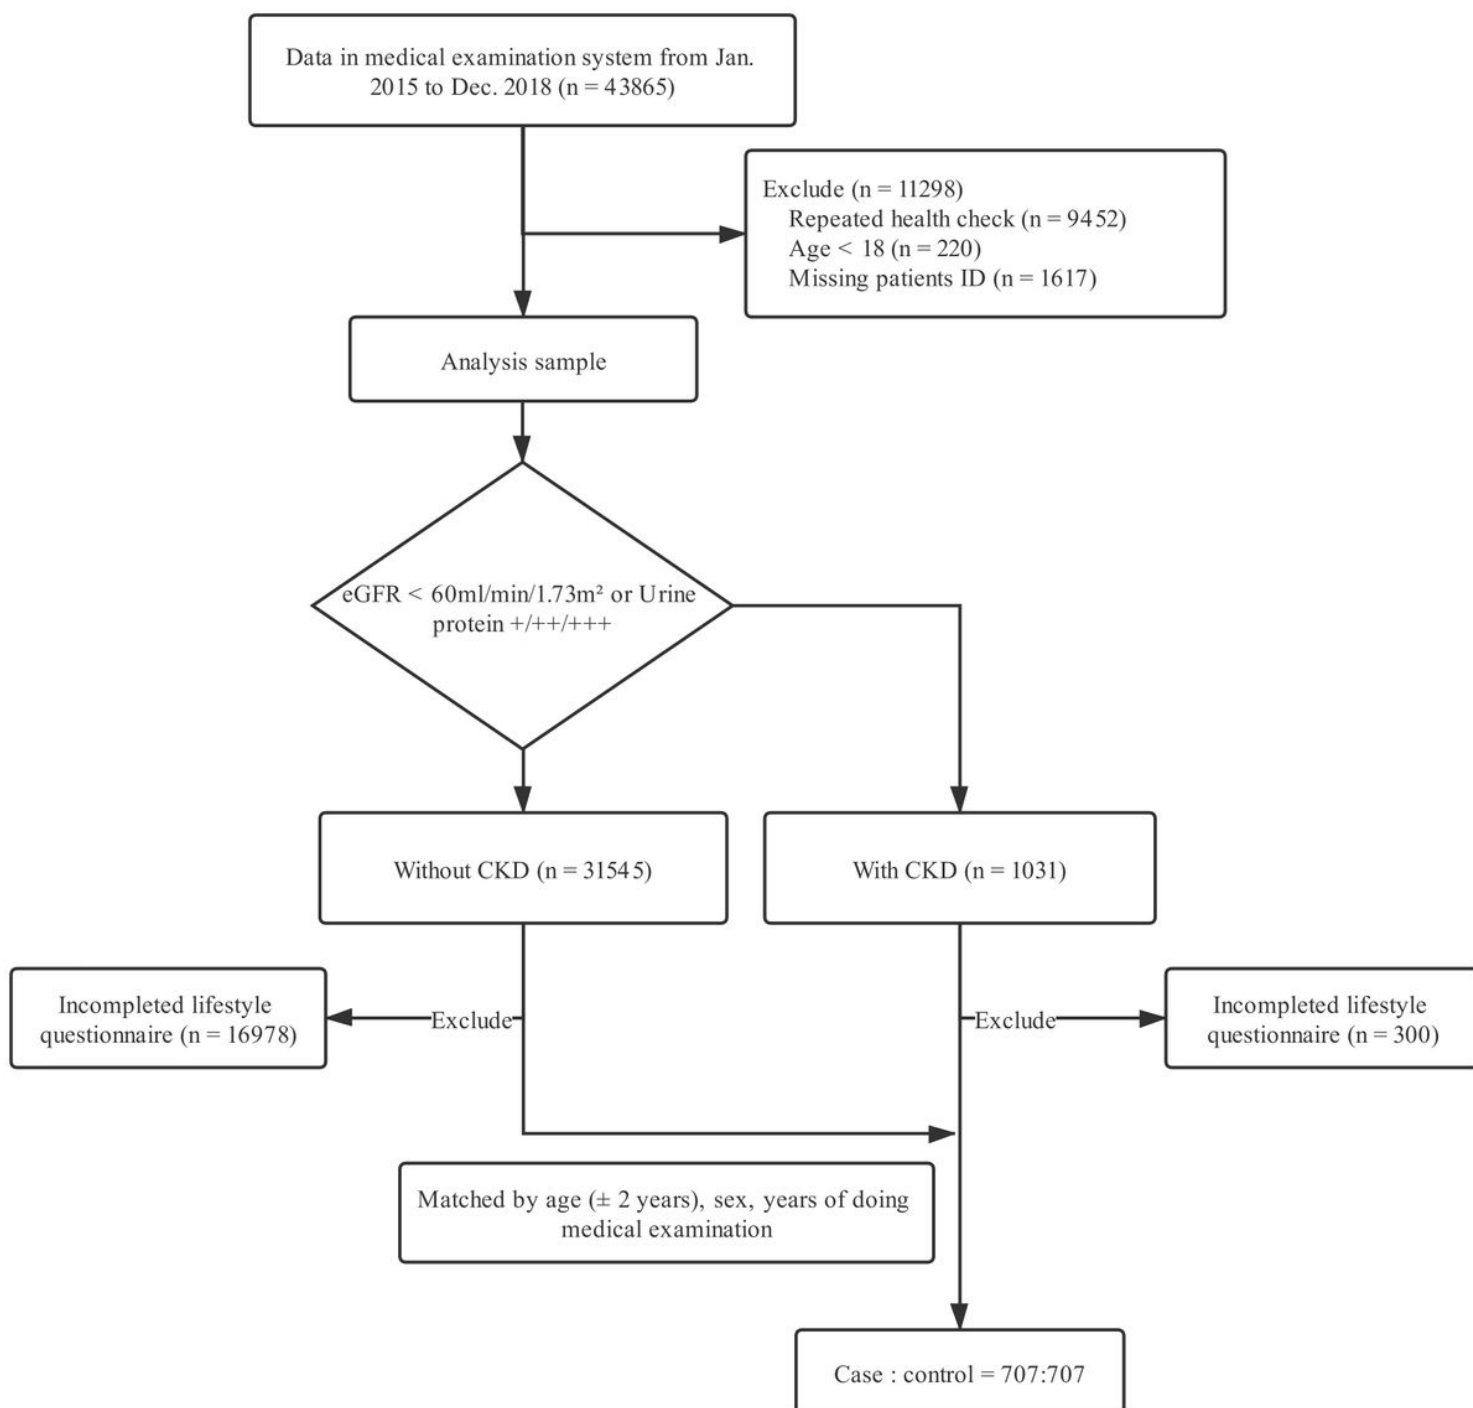 Data in medical examination system from Jan.
2015 to Dec. 2018 (n = 43865)
Exclude (n = 11298)
Repeated health check (n = 9452)
Age < 18 (n = 220)
Missing patients ID (n = 1617)
Analysis sample
eGFR < 60ml/min/1.73m² or Urine
protein +/++/+++
Without CKD (n = 31545)
With CKD (n = 1031)
Incompleted lifestyle
questionnaire (n = 16978)
Exclude
Exclude
Incompleted lifestyle
questionnaire (n = 300)
Matched by age (± 2 years), sex, years of doing
medical examination
Case : control = 707:707